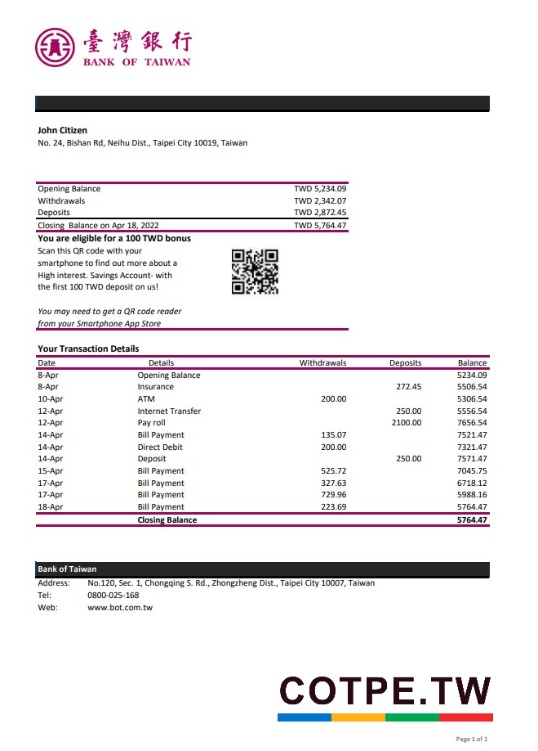 臺灣銀行
BANK OF TAIWAN
John Citizen
No. 24, Bishan Rd, Neihu Dist., Taipei City 10019, Taiwan
Opening Balance TWD 5,234.09
Withdrawals TWD 2,342.07
Deposits TWD 2,872.45
Closing Balance on Apr 18, 2022 TWD 5,764.47
You are eligible for a 100 TWD bonus
Scan this QR code with your
smartphone to find out more about a
High interest. Savings Account- with
the first 100 TWD deposit on us!
You may need to get a QR code reader
from your Smartphone App Store
Your Transaction Details
Date Details Withdrawals Deposits Balance
8-Apr Opening Balance 5234.09
8-Apr Insurance 272.45 5506.54
10-Apr ATM 200.00 5306.54
12-Apr Internet Transfer 250.00 5556.54
12-Apr Pay roll 2100.00 7656.54
14-Apr Bill Payment 135.07 7521.47
14-Apr Direct Debit 200.00 7321.47
14-Apr Deposit 250.00 7571.47
15-Apr Bill Payment 525.72 7045.75
17-Apr Bill Payment 327.63 6718.12
17-Apr Bill Payment 729.96 5988.16
18-Apr Bill Payment 223.69 5764.47
Closing Balance 5764.47
Bank of Taiwan
Address: No.120, Sec. 1, Chongqing S. Rd., Zhongzheng Dist., Taipei City 10007, Taiwan
Tel: 0800-025-168
Web: www.bot.com.tw
COTPE.TW
Page 1 of 1